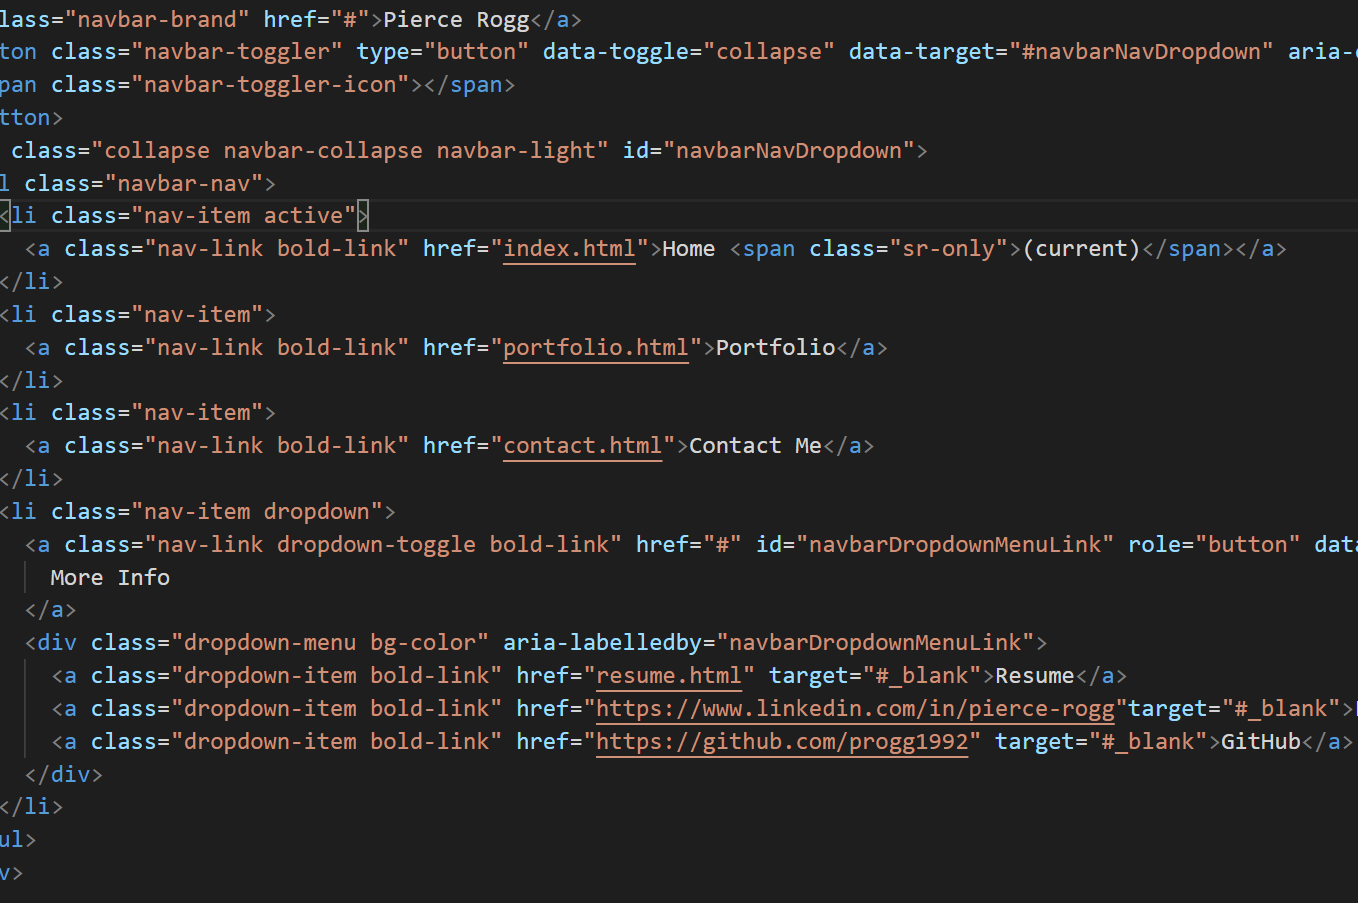 lass="navbar-brand" href="#">Pierce Rogg</a>
ton class="navbar-toggler" type="button" data-toggle="collapse" data-target="#navbarNavDropdown" aria-
pan class="navbar-toggler-icon"></span>
tton>
class="collapse navbar-collapse navbar-light" id="navbarNavDropdown">
l class="navbar-nav">
<li class="nav-item active">
<a class="nav-link bold-link" href="index.html">Home <span class="sr-only">(current)</span></a>
</li>
<li class="nav-item">
<a class="nav-link bold-link" href="portfolio.html">Portfolio</a>
</li>
<li class="nav-item">
<a class="nav-link bold-link" href="contact.html">Contact Me</a>
</li>
<li class="nav-item dropdown">
<a class="nav-link dropdown-toggle bold-link" href="#" id="navbarDropdownMenuLink" role="button" data
More Info
</a>
<div class="dropdown-menu bg-color" aria-labelledby="navbarDropdownMenuLink">
<a class="dropdown-item bold-link" href="resume.html" target="#_blank">Resume</a>
<a class="dropdown-item bold-link" href="https://www.linkedin.com/in/pierce-rogg"target="#_blank">
<a class="dropdown-item bold-link" href="https://github.com/progg1992" target="#_blank">GitHub</a>
</div>
</li>
ul>
v>